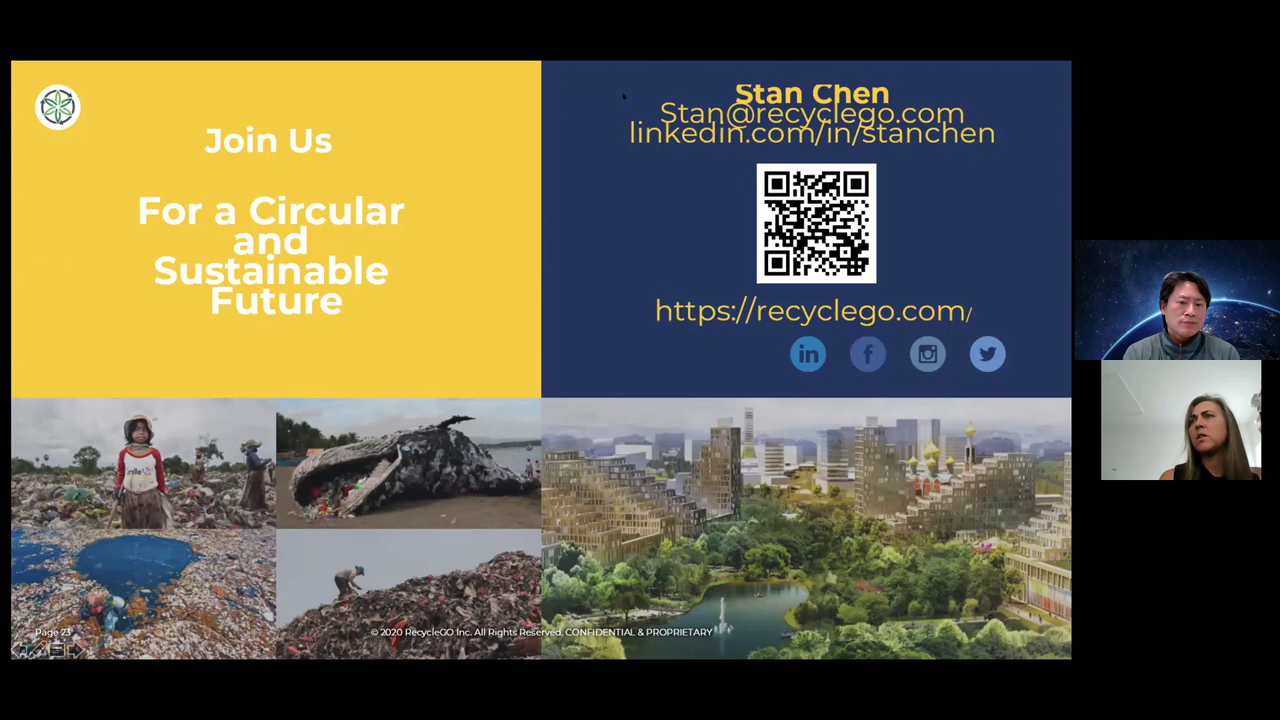 Join Us
For a Circular
and
Sustainable
Future
Stan Chen
Stan@recyclego.com
linkedin.com/in/stanchen
https://recyclego.com/
in
f
Page 23
© 2020 RecycleGO Inc. All Rights Reserved. CONFIDENTIAL & PROPRIETARY